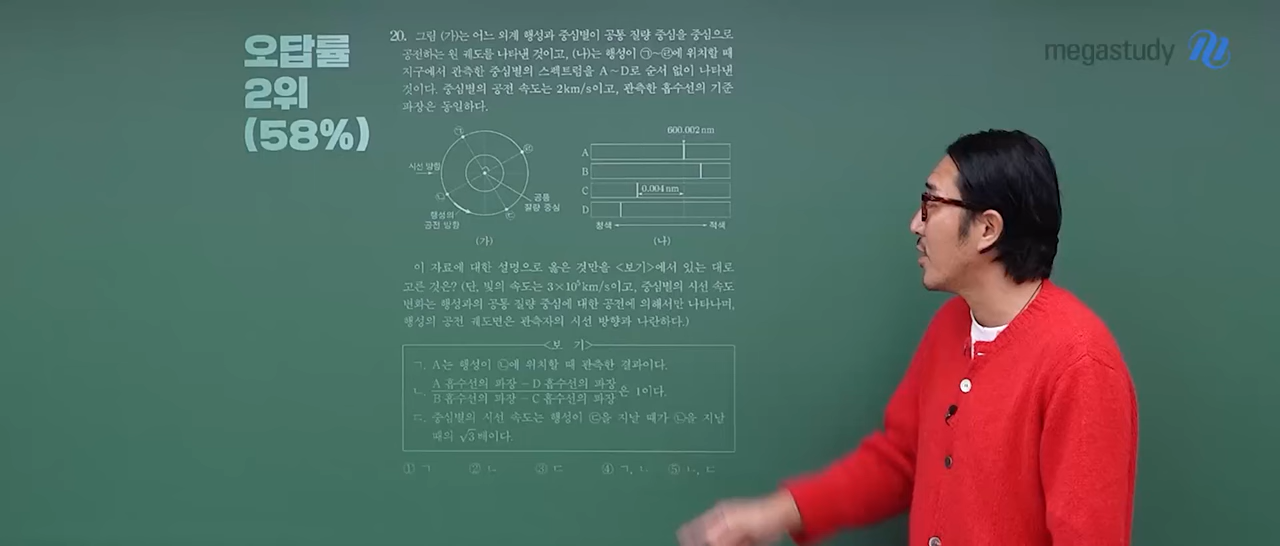 오답률
2위
(58%)
megastudy
20. 그림 (가)는 어느 외계 행성과 중심별이 공통 질량 중심을 중심으로
공전하는 원 궤도를 나타낸 것이고, (나)는 행성이 ㉠~㉣에 위치할 때
지구에서 관측한 중심별의 스펙트럼을 A~D로 순서 없이 나타낸
것이다. 중심별의 공전 속도는 2km/s이고, 관측한 흡수선의 기준
파장은 동일하다.
시선 방향
행성의
공전 방향
공통
질량 중심
(가)
600.002 nm
A
B
C
0.004 nm
D
청색
적색
(나)
이 자료에 대한 설명으로 옳은 것만을 <보기>에서 있는 대로
고른 것은? (단, 빛의 속도는 3×10⁵km/s이고, 중심별의 시선 속도
변화는 행성과의 공통 질량 중심에 대한 공전에 의해서만 나타나며,
행성의 공전 궤도면은 관측자의 시선 방향과 나란하다.)
<보 기>
ㄱ. A는 행성이 ㉡에 위치할 때 관측한 결과이다.
ㄴ. A 흡수선의 파장 - D 흡수선의 파장
B 흡수선의 파장 - C 흡수선의 파장 은 1이다.
ㄷ. 중심별의 시선 속도는 행성이 ㉢을 지날 때가 ㉡을 지날
때의 √3배이다.
① ㄱ ② ㄴ ③ ㄷ ④ ㄱ, ㄴ ⑤ ㄴ, ㄷ